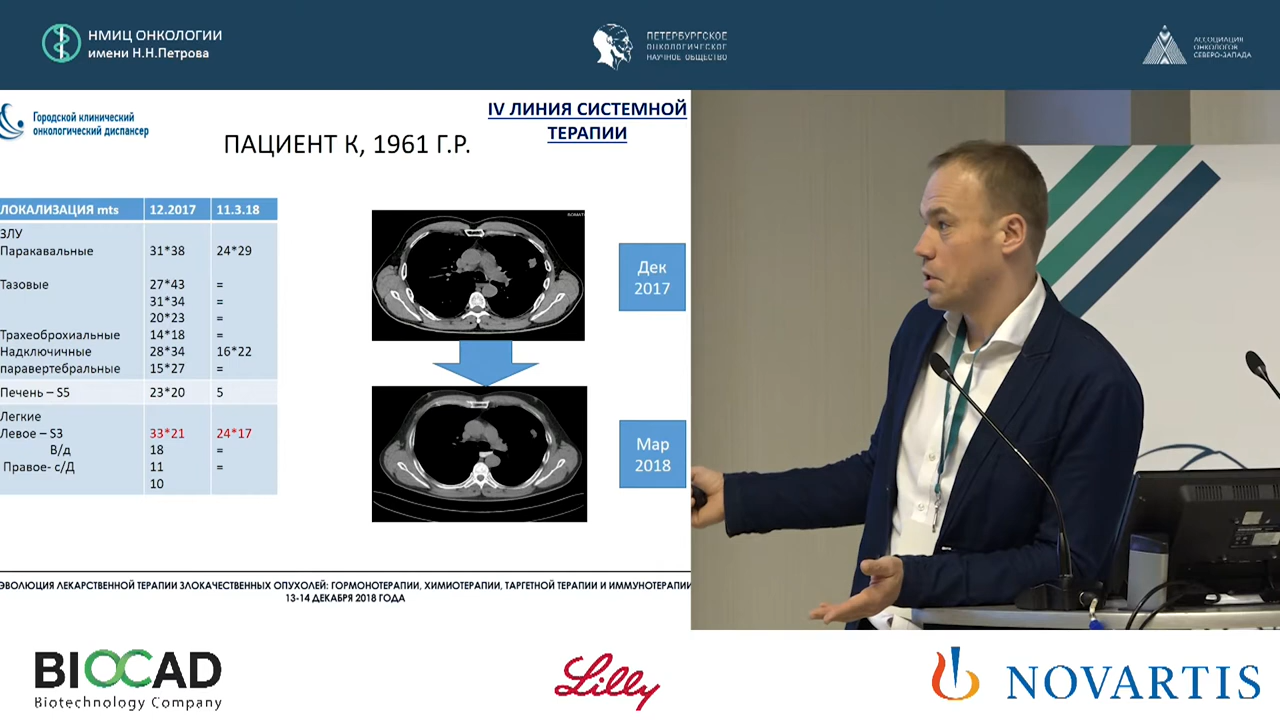 НМИЦ ОНКОЛОГИИ
имени Н.Н.Петрова
ПЕТЕРБУРГСКОЕ
ОНКОЛОГИЧЕСКОЕ
НАУЧНОЕ ОБЩЕСТВО
АССОЦИАЦИЯ
ОНКОЛОГОВ
СЕВЕРО-ЗАПАДА
Городской клинический
онкологический диспансер
IV ЛИНИЯ СИСТЕМНОЙ
ТЕРАПИИ
ПАЦИЕНТ К, 1961 Г.Р.
ЛОКАЛИЗАЦИЯ mts 12.2017 11.3.18
ЗЛУ
Паракавальные 31*38 24*29
Тазовые 27*43 =
31*34 =
20*23 =
Трахеоброхиальные 14*18 =
Надключичные 28*34 16*22
паравертебральные 15*27 =
Печень – S5 23*20 5
Легкие
Левое – S3 33*21 24*17
В/д 18 =
Правое- с/Д 11 =
10
Дек
2017
Мар
2018
ЭВОЛЮЦИЯ ЛЕКАРСТВЕННОЙ ТЕРАПИИ ЗЛОКАЧЕСТВЕННЫХ ОПУХОЛЕЙ: ГОРМОНОТЕРАПИИ, ХИМИОТЕРАПИИ, ТАРГЕТНОЙ ТЕРАПИИ И ИММУНОТЕРАПИИ
13-14 ДЕКАБРЯ 2018 ГОДА
BIOCAD
Biotechnology Company
Lilly
NOVARTIS